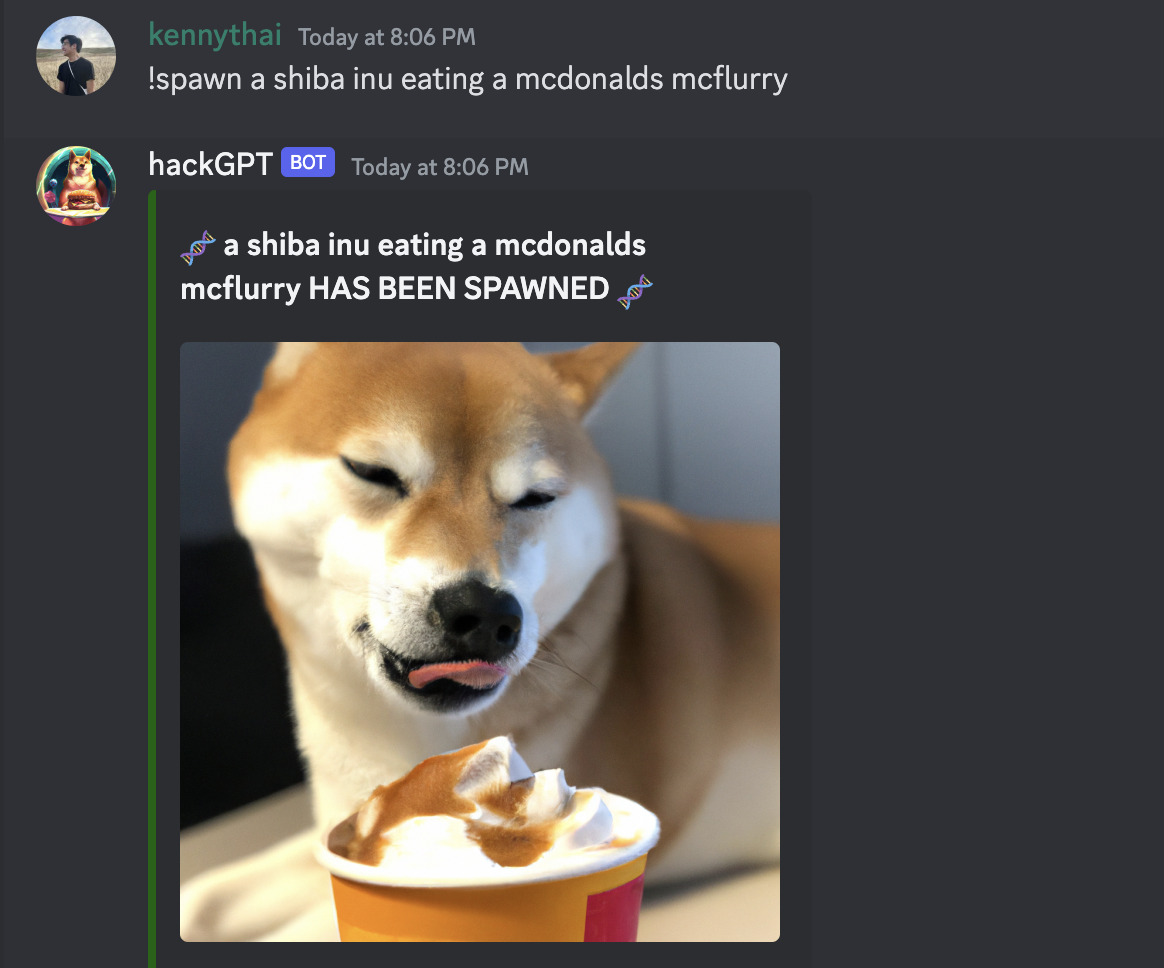 kennythai Today at 8:06 PM
!spawn a shiba inu eating a mcdonalds mcflurry
hackGPT BOT Today at 8:06 PM
🧬 a shiba inu eating a mcdonalds
mcflurry HAS BEEN SPAWNED 🧬